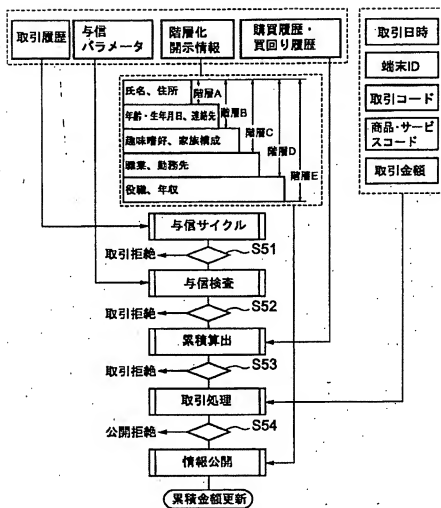 取引履歴
与信
パラメータ
階層化
開示情報
購買履歴・
買回り履歴
取引日時
端末ID
取引コード
商品・サービ
スコード
取引金額
氏名、住所
階層A
年齢・生年月日、連絡先
階層B
趣味嗜好、家族構成
階層C
職業、勤務先
階層D
役職、年収
階層E
与信サイクル
取引拒絶
S51
与信検査
取引拒絶
S52
累積算出
取引拒絶
S53
取引処理
公開拒絶
S54
情報公開
累積金額更新